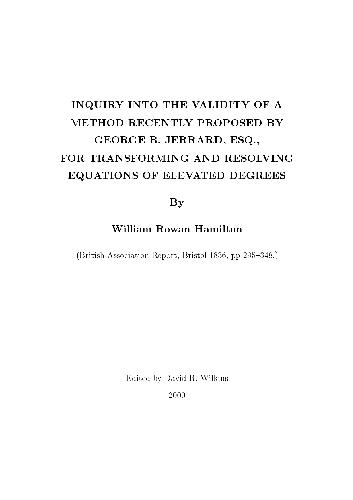 INQUIRY INTO THE VALIDITY OF A
METHOD RECENTLY PROPOSED BY
GEORGE B. JERRARD, ESQ.,
FOR TRANSFORMING AND RESOLVING
EQUATIONS OF ELEVATED DEGREES
By
William Rowan Hamilton
(British Association Report, Bristol 1836, pp. 295–348.)
Edited by David R. Wilkins
2000